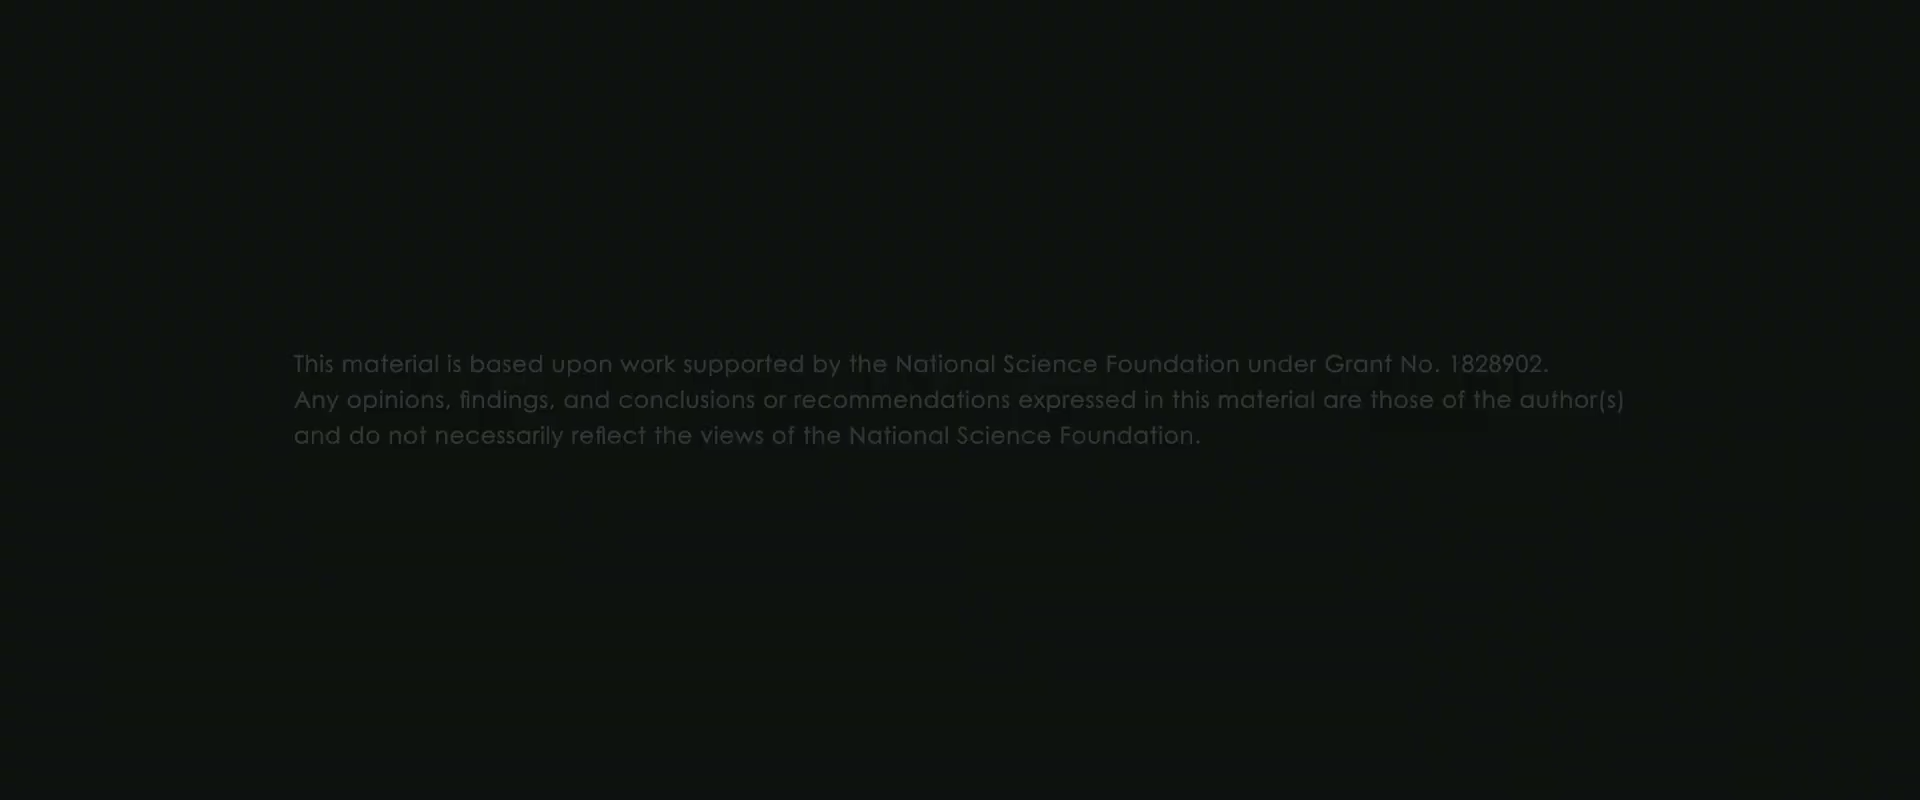 This material is based upon work supported by the National Science Foundation under Grant No. 1828902.
Any opinions, findings, and conclusions or recommendations expressed in this material are those of the author(s)
and do not necessarily reflect the views of the National Science Foundation.